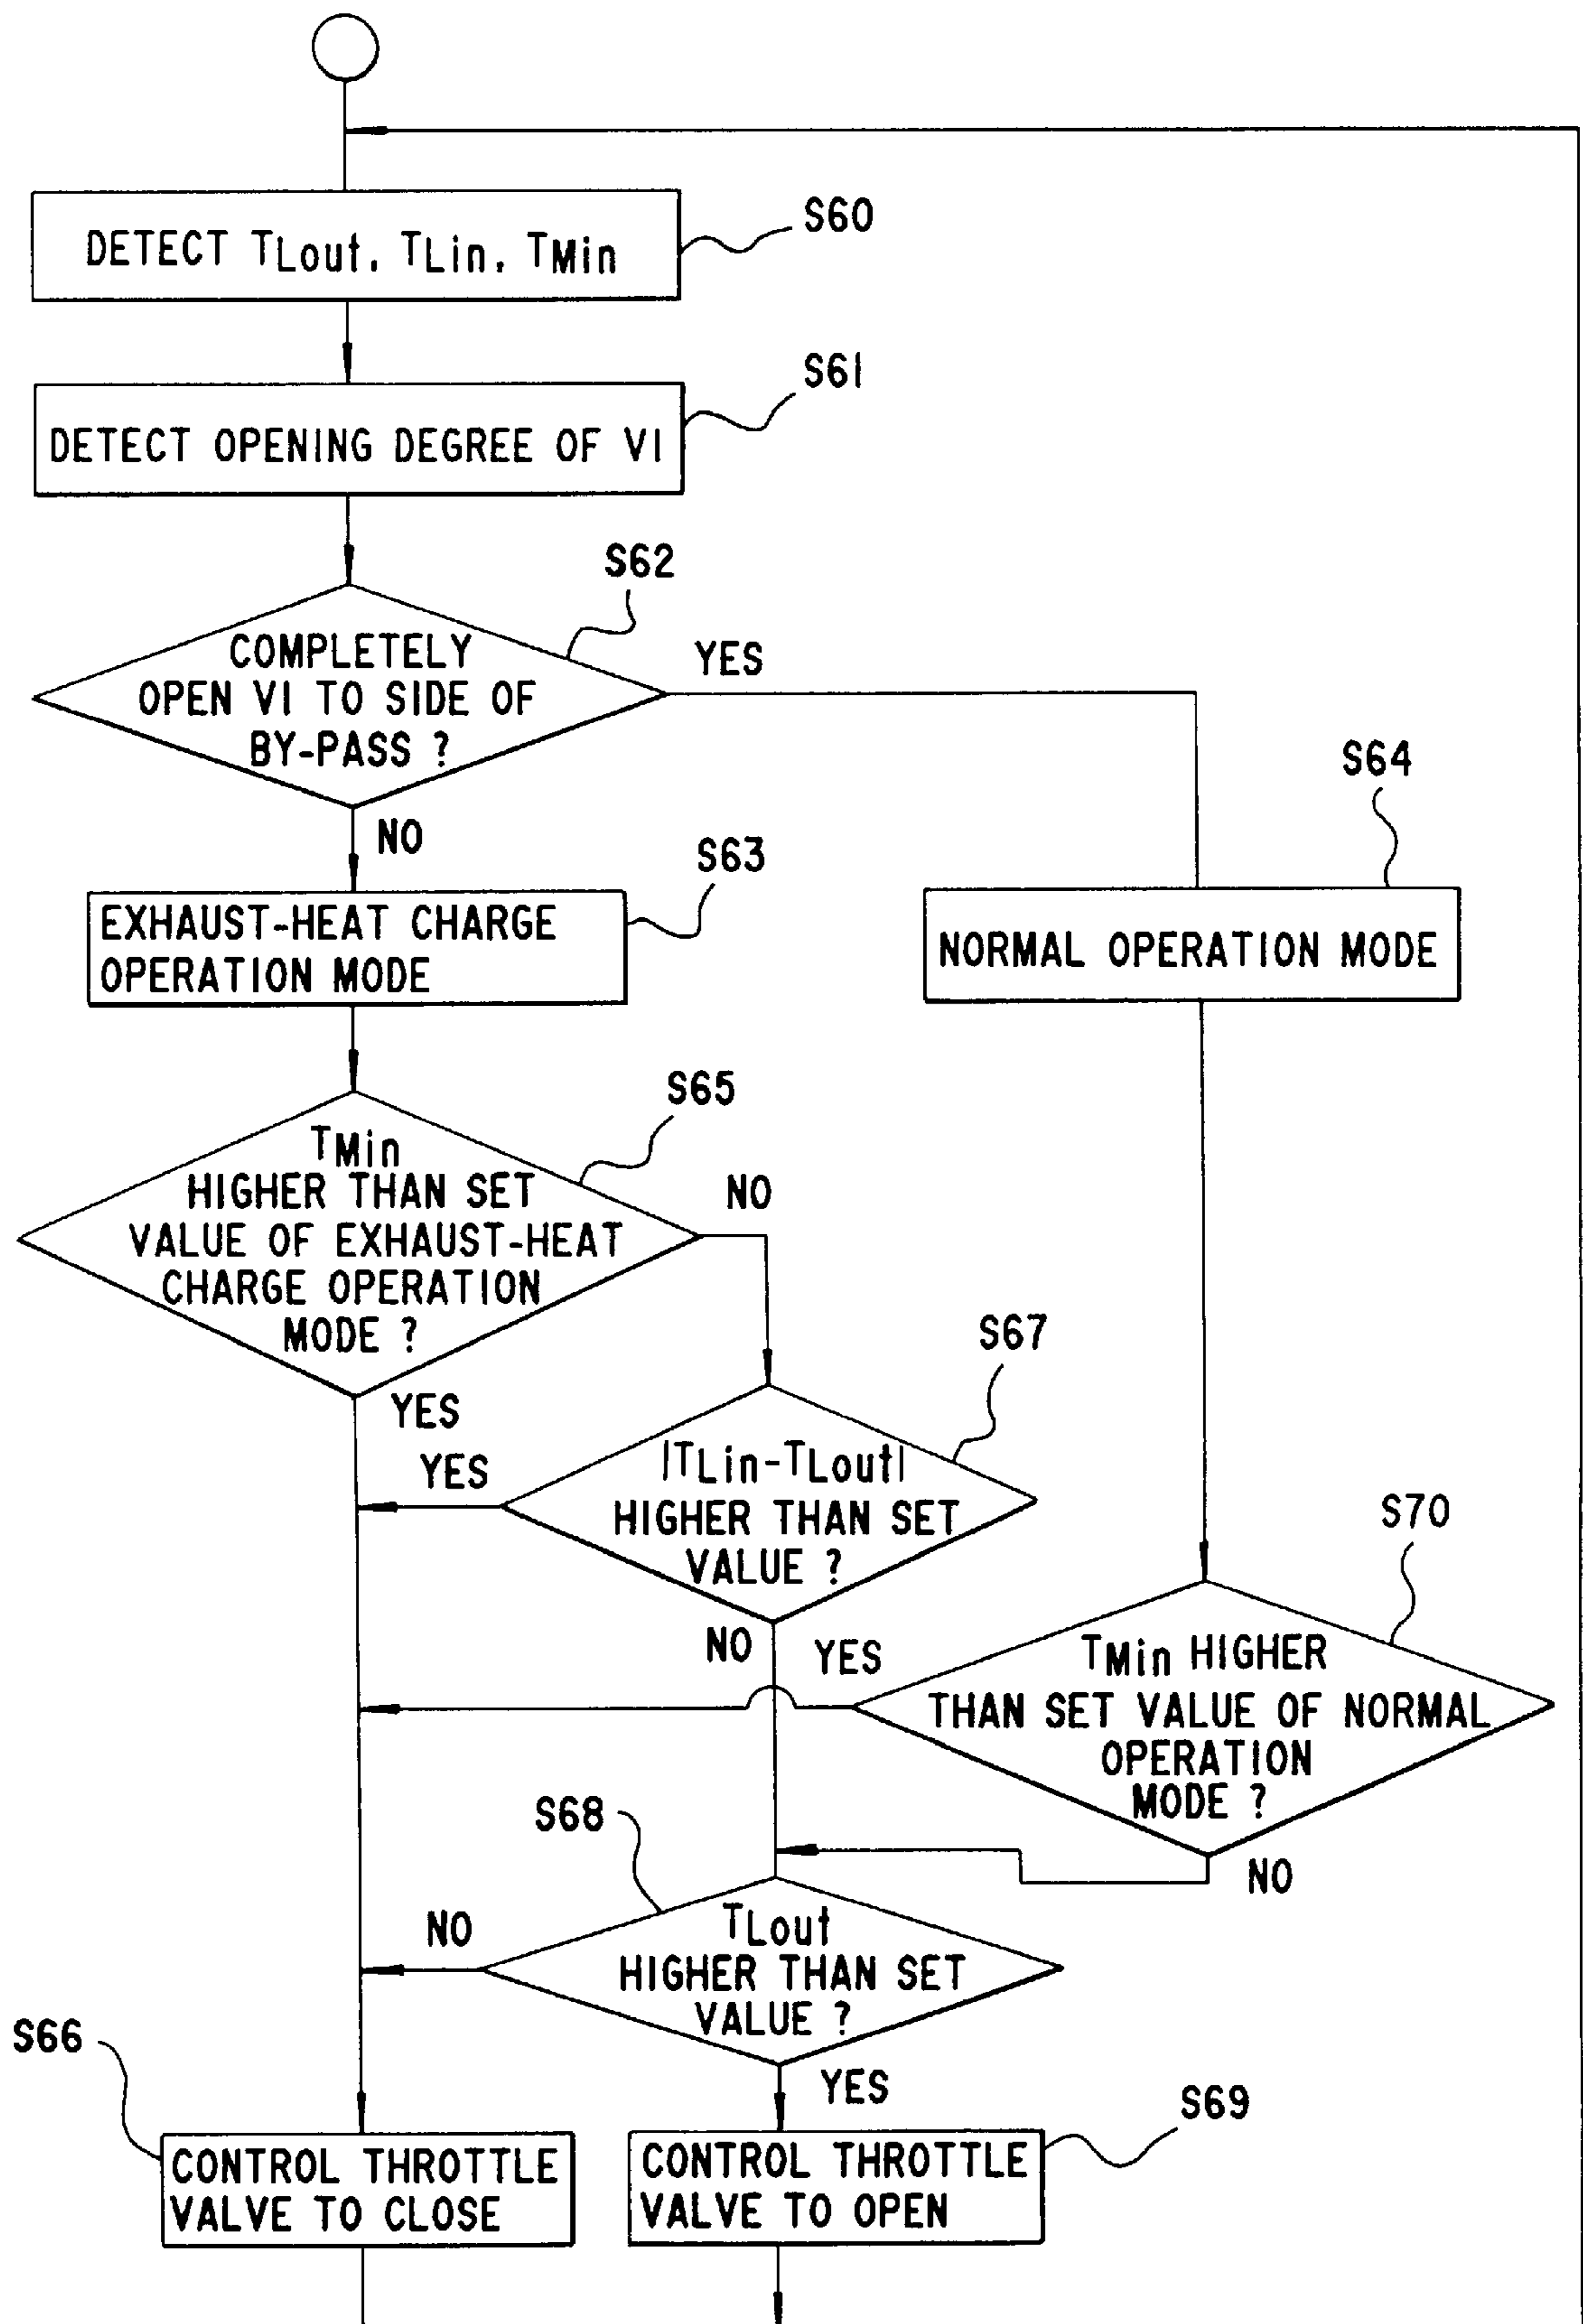 DETECT TLout, TLin, TMin
S60
DETECT OPENING DEGREE OF V1
S61
S62
COMPLETELY
OPEN V1 TO SIDE OF
BY-PASS ?
YES
NO
S63
EXHAUST-HEAT CHARGE
OPERATION MODE
S64
NORMAL OPERATION MODE
S65
TMin
HIGHER THAN SET
VALUE OF EXHAUST-HEAT
CHARGE OPERATION
MODE ?
NO
YES
S67
|TLin-TLout|
HIGHER THAN SET
VALUE ?
YES
NO
S70
TMin HIGHER
THAN SET VALUE OF NORMAL
OPERATION
MODE ?
YES
NO
S68
TLout
HIGHER THAN SET
VALUE ?
NO
YES
S66
CONTROL THROTTLE
VALVE TO CLOSE
S69
CONTROL THROTTLE
VALVE TO OPEN